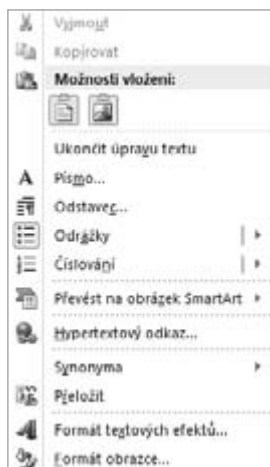 Vyjmout
Kopírovat
Možnosti vložení:
Ukončit úpravu textu
Písmo...
Odstavec...
Odrážky
Číslování
Převést na obrázek SmartArt
Hypertextový odkaz...
Synonyma
Přeložit
Formát textových efektů...
Formát obrazce...